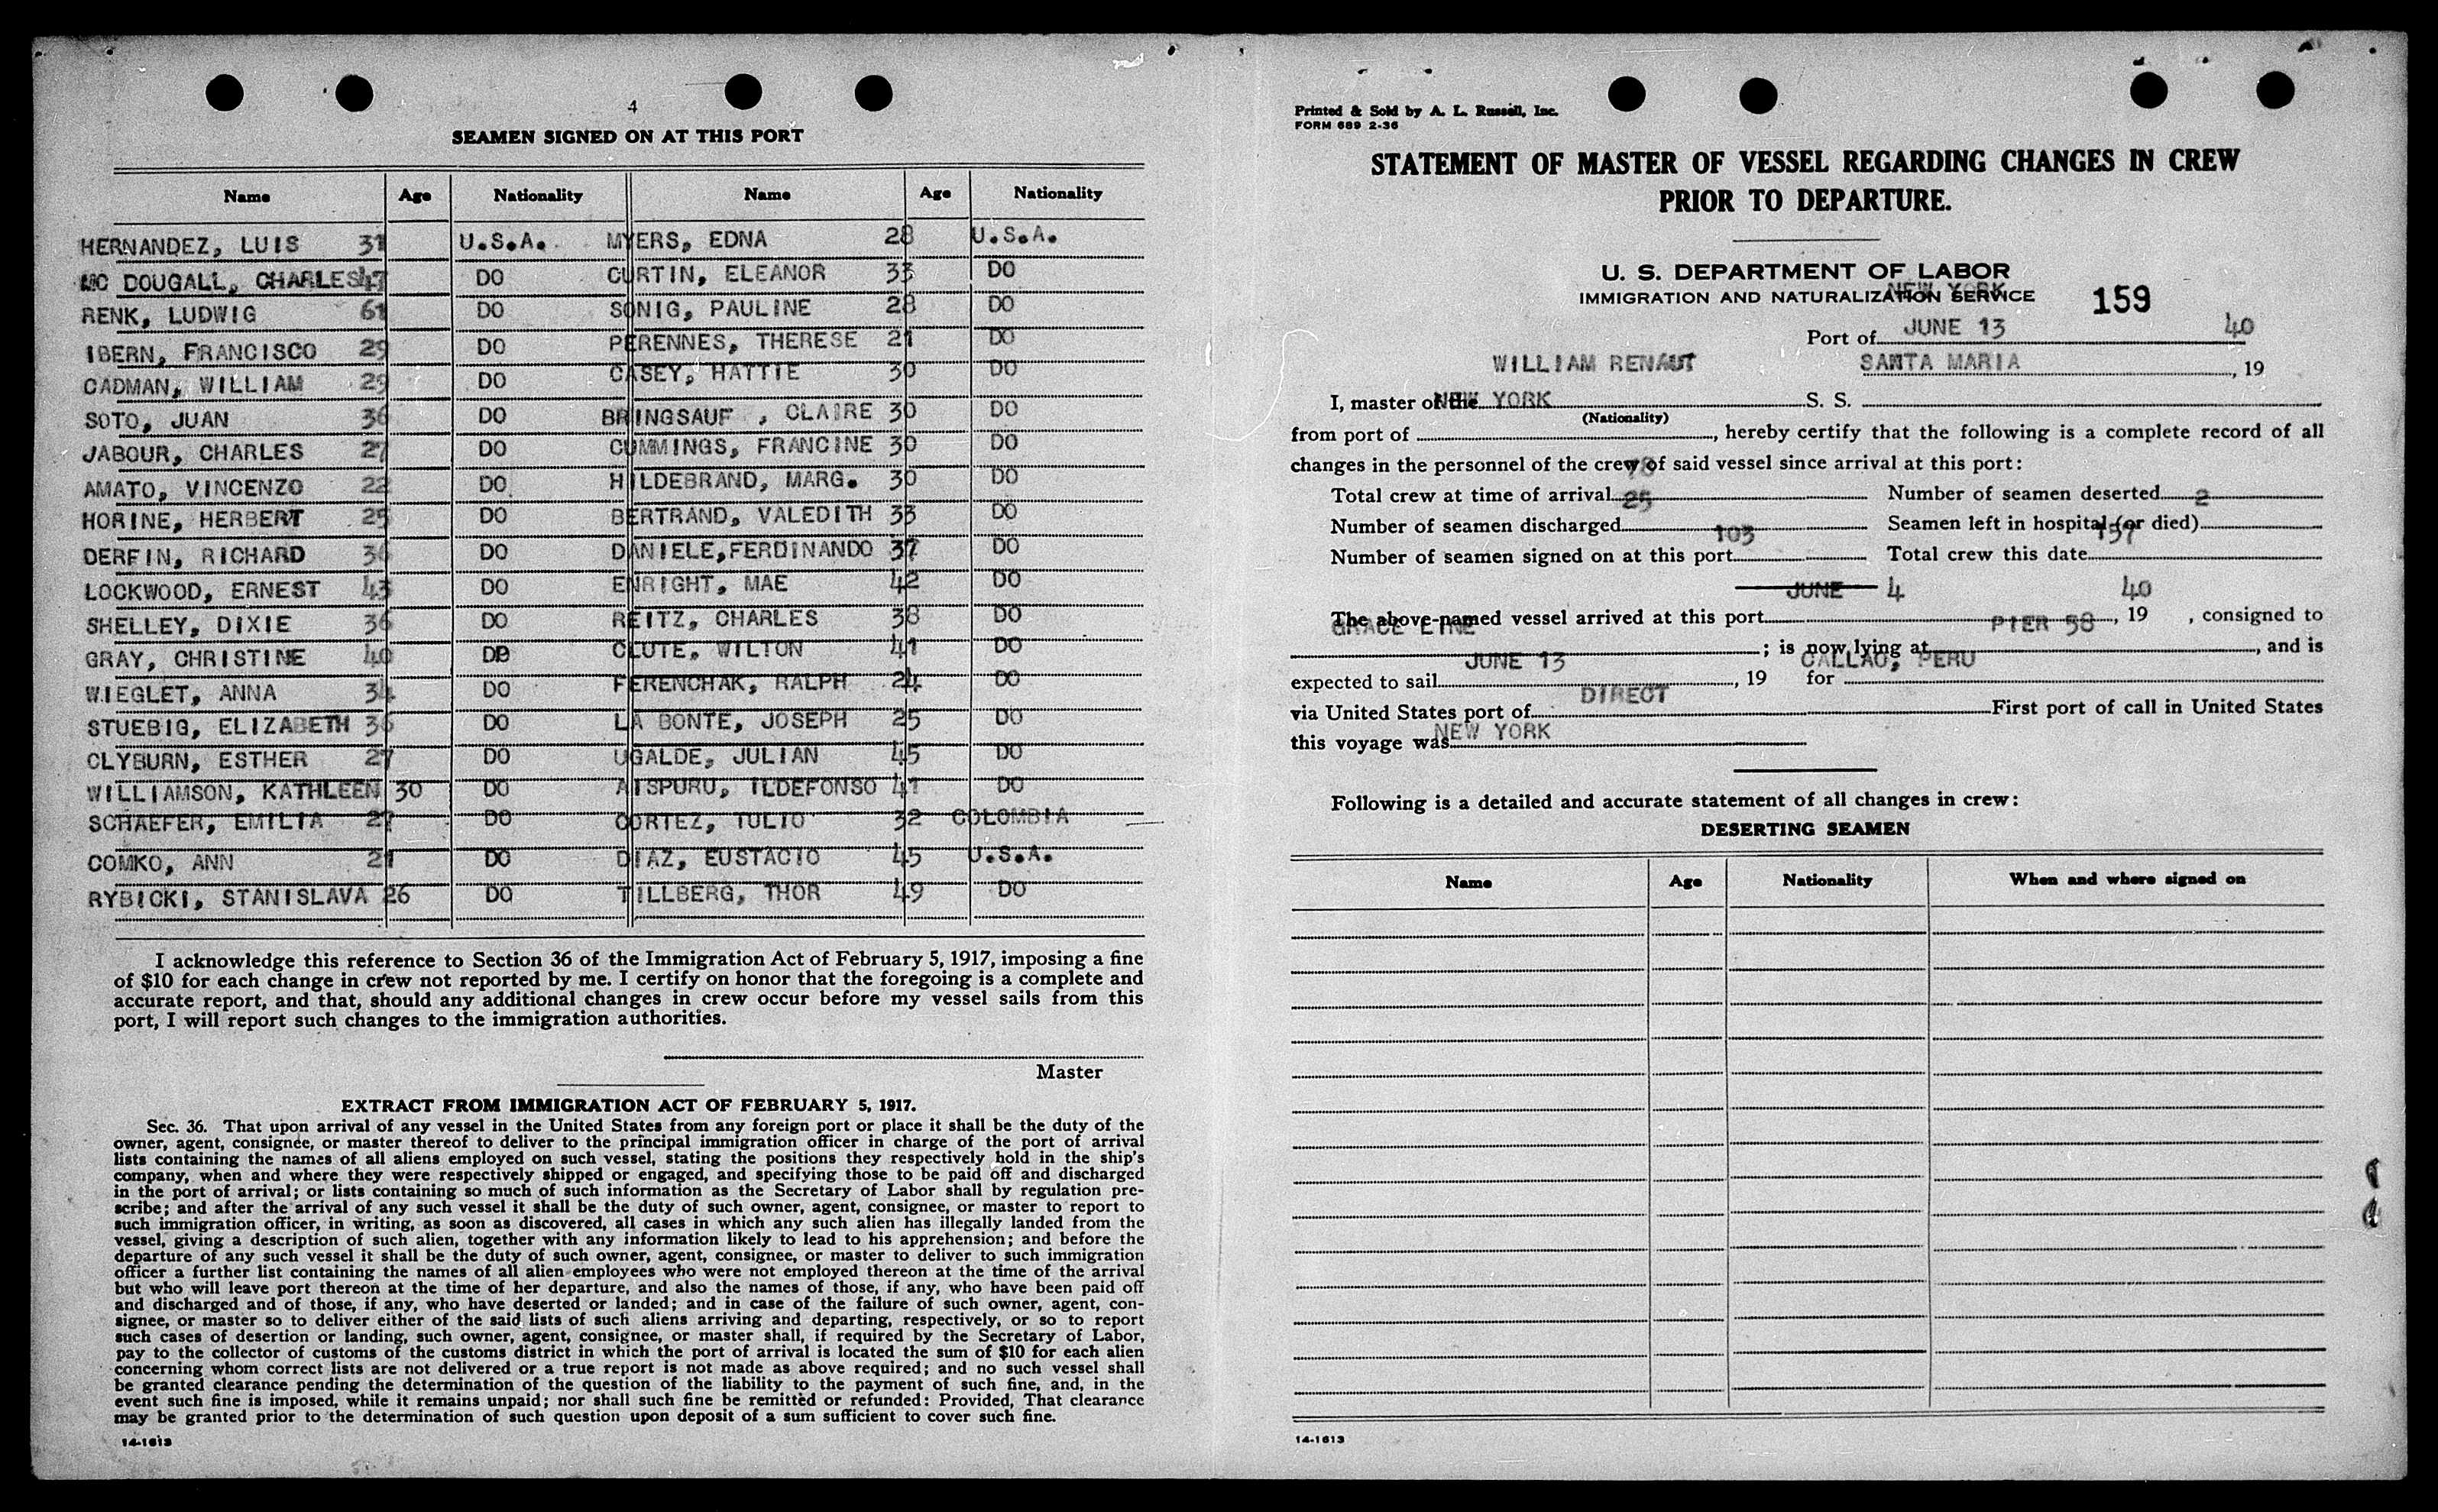 4
SEAMEN SIGNED ON AT THIS PORT
Name Age Nationality Name Age Nationality
HERNANDEZ, LUIS 31 U.S.A. MYERS, EDNA 28 U.S.A.
MC DOUGALL, CHARLES 47 DO CURTIN, ELEANOR 33 DO
RENK, LUDWIG 61 DO SONIG, PAULINE 28 DO
IBERN, FRANCISCO 29 DO PERENNES, THERESE 21 DO
CADMAN, WILLIAM 29 DO CASEY, HATTIE 30 DO
SOTO, JUAN 36 DO BRINGSAUF , CLAIRE 30 DO
JABOUR, CHARLES 27 DO CUMMINGS, FRANCINE 30 DO
AMATO, VINCENZO 22 DO HILDEBRAND, MARG. 30 DO
HORINE, HERBERT 25 DO BERTRAND, VALEDITH 33 DO
DERFIN, RICHARD 36 DO DANIELE,FERDINANDO 37 DO
LOCKWOOD, ERNEST 43 DO ENRIGHT, MAE 42 DO
SHELLEY, DIXIE 36 DO REITZ, CHARLES 38 DO
GRAY, CHRISTINE 40 DO CLUTE, WILTON 41 DO
WIEGLET, ANNA 34 DO FERENCHAK, RALPH 24 DO
STUEBIG, ELIZABETH 36 DO LA BONTE, JOSEPH 25 DO
CLYBURN, ESTHER 27 DO UGALDE, JULIAN 45 DO
WILLIAMSON, KATHLEEN 30 DO AISPURU, ILDEFONSO 41 DO
SCHAEFER, EMILIA 27 DO CORTEZ, TULIO 32 COLOMBIA
COMKO, ANN 21 DO DIAZ, EUSTACIO 45 U.S.A.
RYBICKI, STANISLAVA 26 DO TILLBERG, THOR 49 DO
I acknowledge this reference to Section 36 of the Immigration Act of February 5, 1917, imposing a fine
of $10 for each change in crew not reported by me. I certify on honor that the foregoing is a complete and
accurate report, and that, should any additional changes in crew occur before my vessel sails from this
port, I will report such changes to the immigration authorities.
Master
EXTRACT FROM IMMIGRATION ACT OF FEBRUARY 5, 1917.
Sec. 36. That upon arrival of any vessel in the United States from any foreign port or place it shall be the duty of the
owner, agent, consignee, or master thereof to deliver to the principal immigration officer in charge of the port of arrival
lists containing the names of all aliens employed on such vessel, stating the positions they respectively hold in the ship's
company, when and where they were respectively shipped or engaged, and specifying those to be paid off and discharged
in the port of arrival; or lists containing so much of such information as the Secretary of Labor shall by regulation pre-
scribe; and after the arrival of any such vessel it shall be the duty of such owner, agent, consignee, or master to report to
such immigration officer, in writing, as soon as discovered, all cases in which any such alien has illegally landed from the
vessel, giving a description of such alien, together with any information likely to lead to his apprehension; and before the
departure of any such vessel it shall be the duty of such owner, agent, consignee, or master to deliver to such immigration
officer a further list containing the names of all alien employees who were not employed thereon at the time of the arrival
but who will leave port thereon at the time of her departure, and also the names of those, if any, who have been paid off
and discharged and of those, if any, who have deserted or landed; and in case of the failure of such owner, agent, con-
signee, or master so to deliver either of the said lists of such aliens arriving and departing, respectively, or so to report
such cases of desertion or landing, such owner, agent, consignee, or master shall, if required by the Secretary of Labor,
pay to the collector of customs of the customs district in which the port of arrival is located the sum of $10 for each alien
concerning whom correct lists are not delivered or a true report is not made as above required; and no such vessel shall
be granted clearance pending the determination of the question of the liability to the payment of such fine, and, in the
event such fine is imposed, while it remains unpaid; nor shall such fine be remitted or refunded: Provided, That clearance
may be granted prior to the determination of such question upon deposit of a sum sufficient to cover such fine.
14-1613
Printed & Sold by A. L. Russell, Inc.
FORM 689 2-36
STATEMENT OF MASTER OF VESSEL REGARDING CHANGES IN CREW
PRIOR TO DEPARTURE.
U. S. DEPARTMENT OF LABOR
IMMIGRATION AND NATURALIZATION SERVICE
NEW YORK
159
Port of JUNE 13 40
WILLIAM RENAUT SANTA MARIA , 19
I, master of the NEW YORK S. S.
(Nationality)
from port of , hereby certify that the following is a complete record of all
changes in the personnel of the crew of said vessel since arrival at this port:
78
Total crew at time of arrival Number of seamen deserted
25 2
Number of seamen discharged Seamen left in hospital (or died)
103 157
Number of seamen signed on at this port Total crew this date
JUNE 4 40
The above-named vessel arrived at this port , 19 , consigned to
GRACE LINE PIER 58
; is now lying at , and is
JUNE 13 CALLAO, PERU
expected to sail , 19 for
DIRECT
via United States port of First port of call in United States
this voyage was NEW YORK
Following is a detailed and accurate statement of all changes in crew:
DESERTING SEAMEN
Name Age Nationality When and where signed on
14-1613